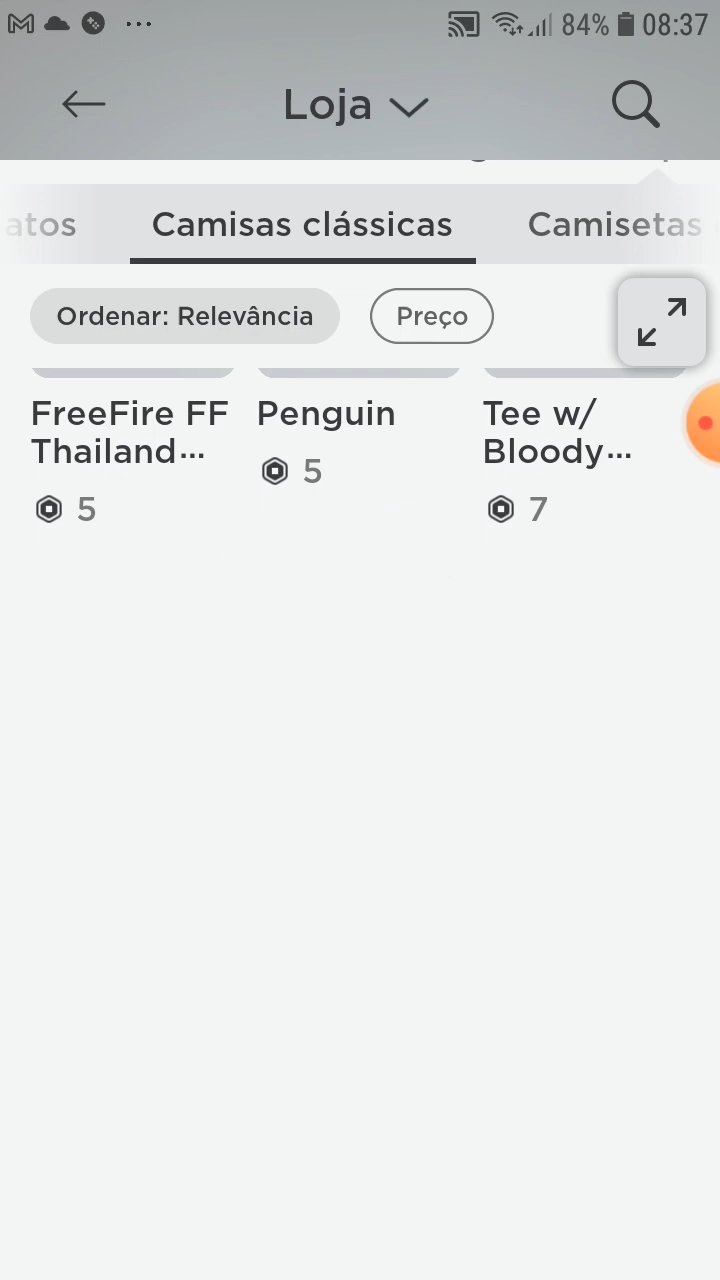 84% 08:37
Loja
atos Camisas clássicas Camisetas
Ordenar: Relevância Preço
FreeFire FF
Thailand...
5
Penguin
5
Tee w/
Bloody...
7